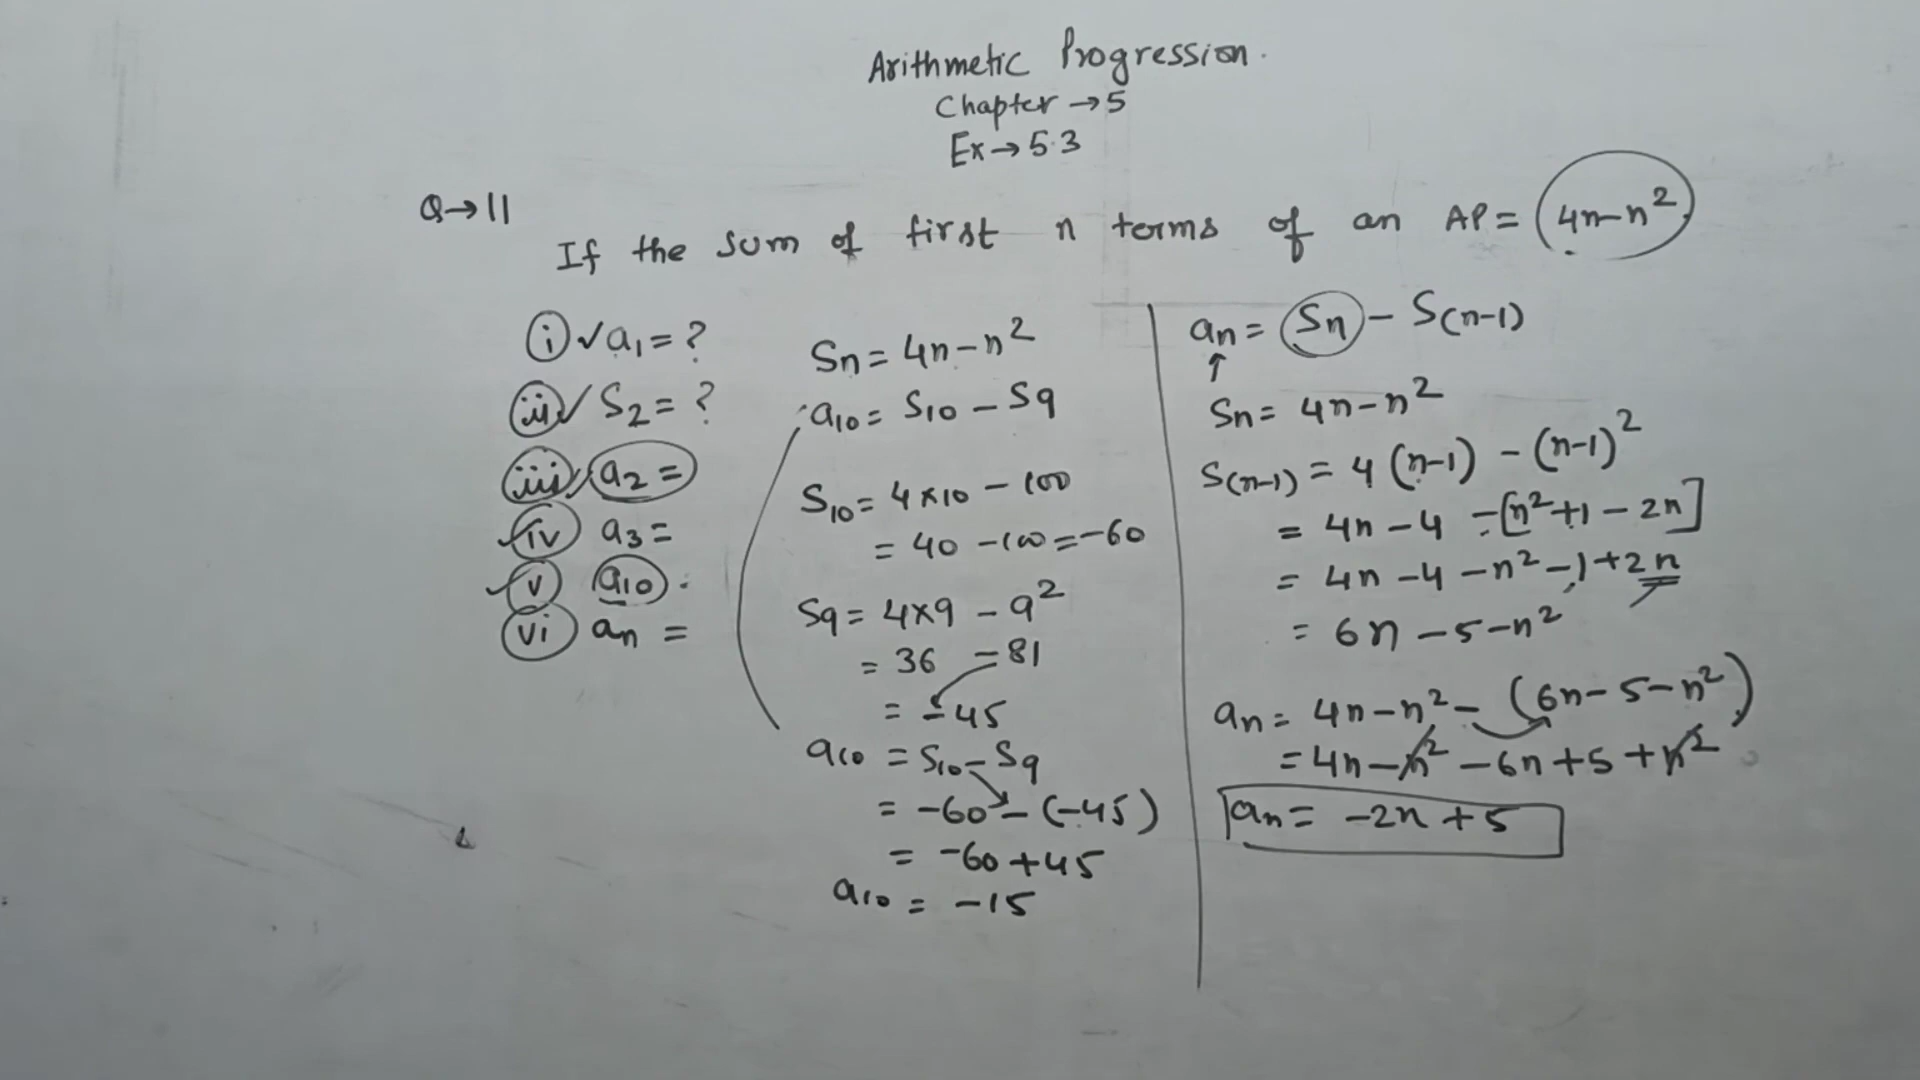 Arithmetic Progression.
Chapter → 5
Ex → 5.3
Q → 11
If the sum of first n terms of an AP = 4n-n²
i ✓ a₁ = ?
ii ✓ S₂ = ?
iii ✓ a₂ =
iv ✓ a₃ =
v ✓ a₁₀ .
vi aₙ =
Sₙ = 4n-n²
a₁₀ = S₁₀ - S₉
S₁₀ = 4×10 - 100
= 40 - 100 = -60
S₉ = 4×9 - 9²
= 36 - 81
= -45
a₁₀ = S₁₀ - S₉
= -60 - (-45)
= -60 + 45
a₁₀ = -15
aₙ = Sₙ - S(n-1)
↑
Sₙ = 4n-n²
S(n-1) = 4 (n-1) - (n-1)²
= 4n - 4 - [n²+1 - 2n]
= 4n - 4 - n² - 1 + 2n
= 6n - 5 - n²
aₙ = 4n - n² - (6n - 5 - n²)
= 4n - n² - 6n + 5 + n²
aₙ = -2n + 5